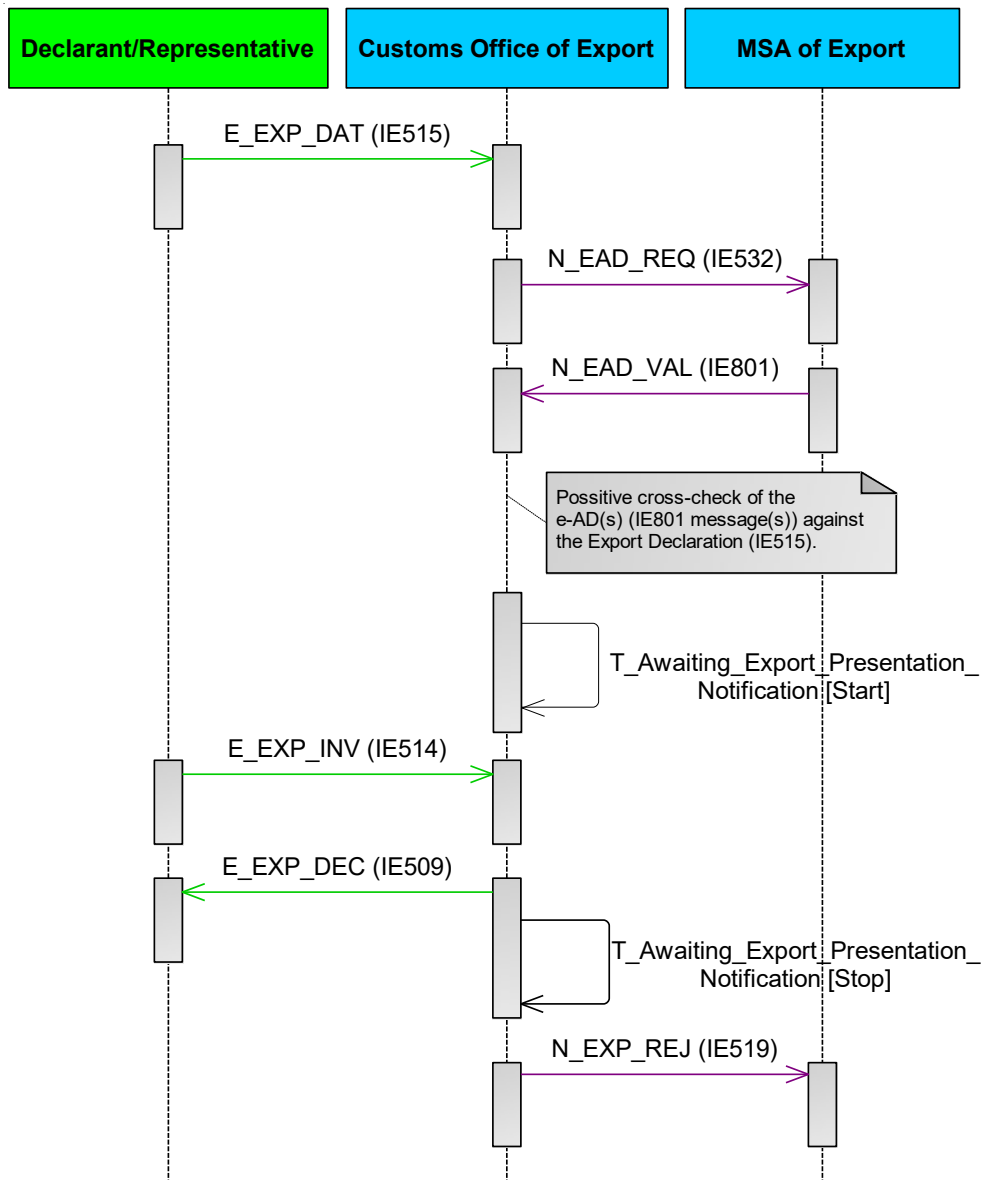 Declarant/Representative
Customs Office of Export
MSA of Export
E_EXP_DAT (IE515)
N_EAD_REQ (IE532)
N_EAD_VAL (IE801)
Possitive cross-check of the
e-AD(s) (IE801 message(s)) against
the Export Declaration (IE515).
T_Awaiting_Export_Presentation_
Notification [Start]
E_EXP_INV (IE514)
E_EXP_DEC (IE509)
T_Awaiting_Export_Presentation_
Notification [Stop]
N_EXP_REJ (IE519)